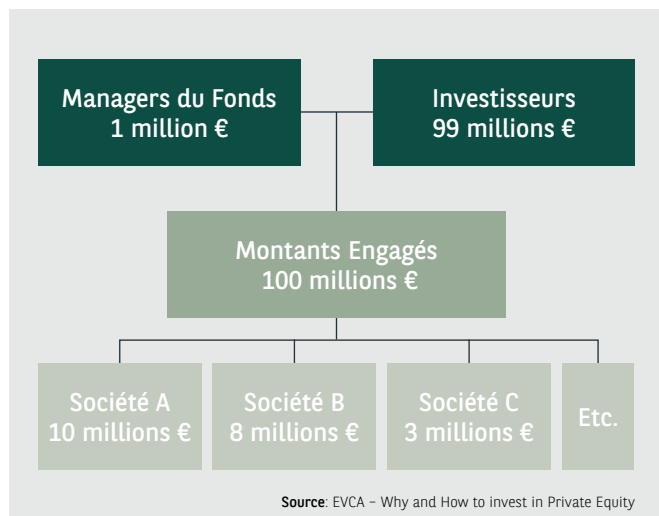 Managers du Fonds
1 million €
Investisseurs
99 millions €
Montants Engagés
100 millions €
Société A
10 millions €
Société B
8 millions €
Société C
3 millions €
Etc.
Source: EVCA – Why and How to invest in Private Equity